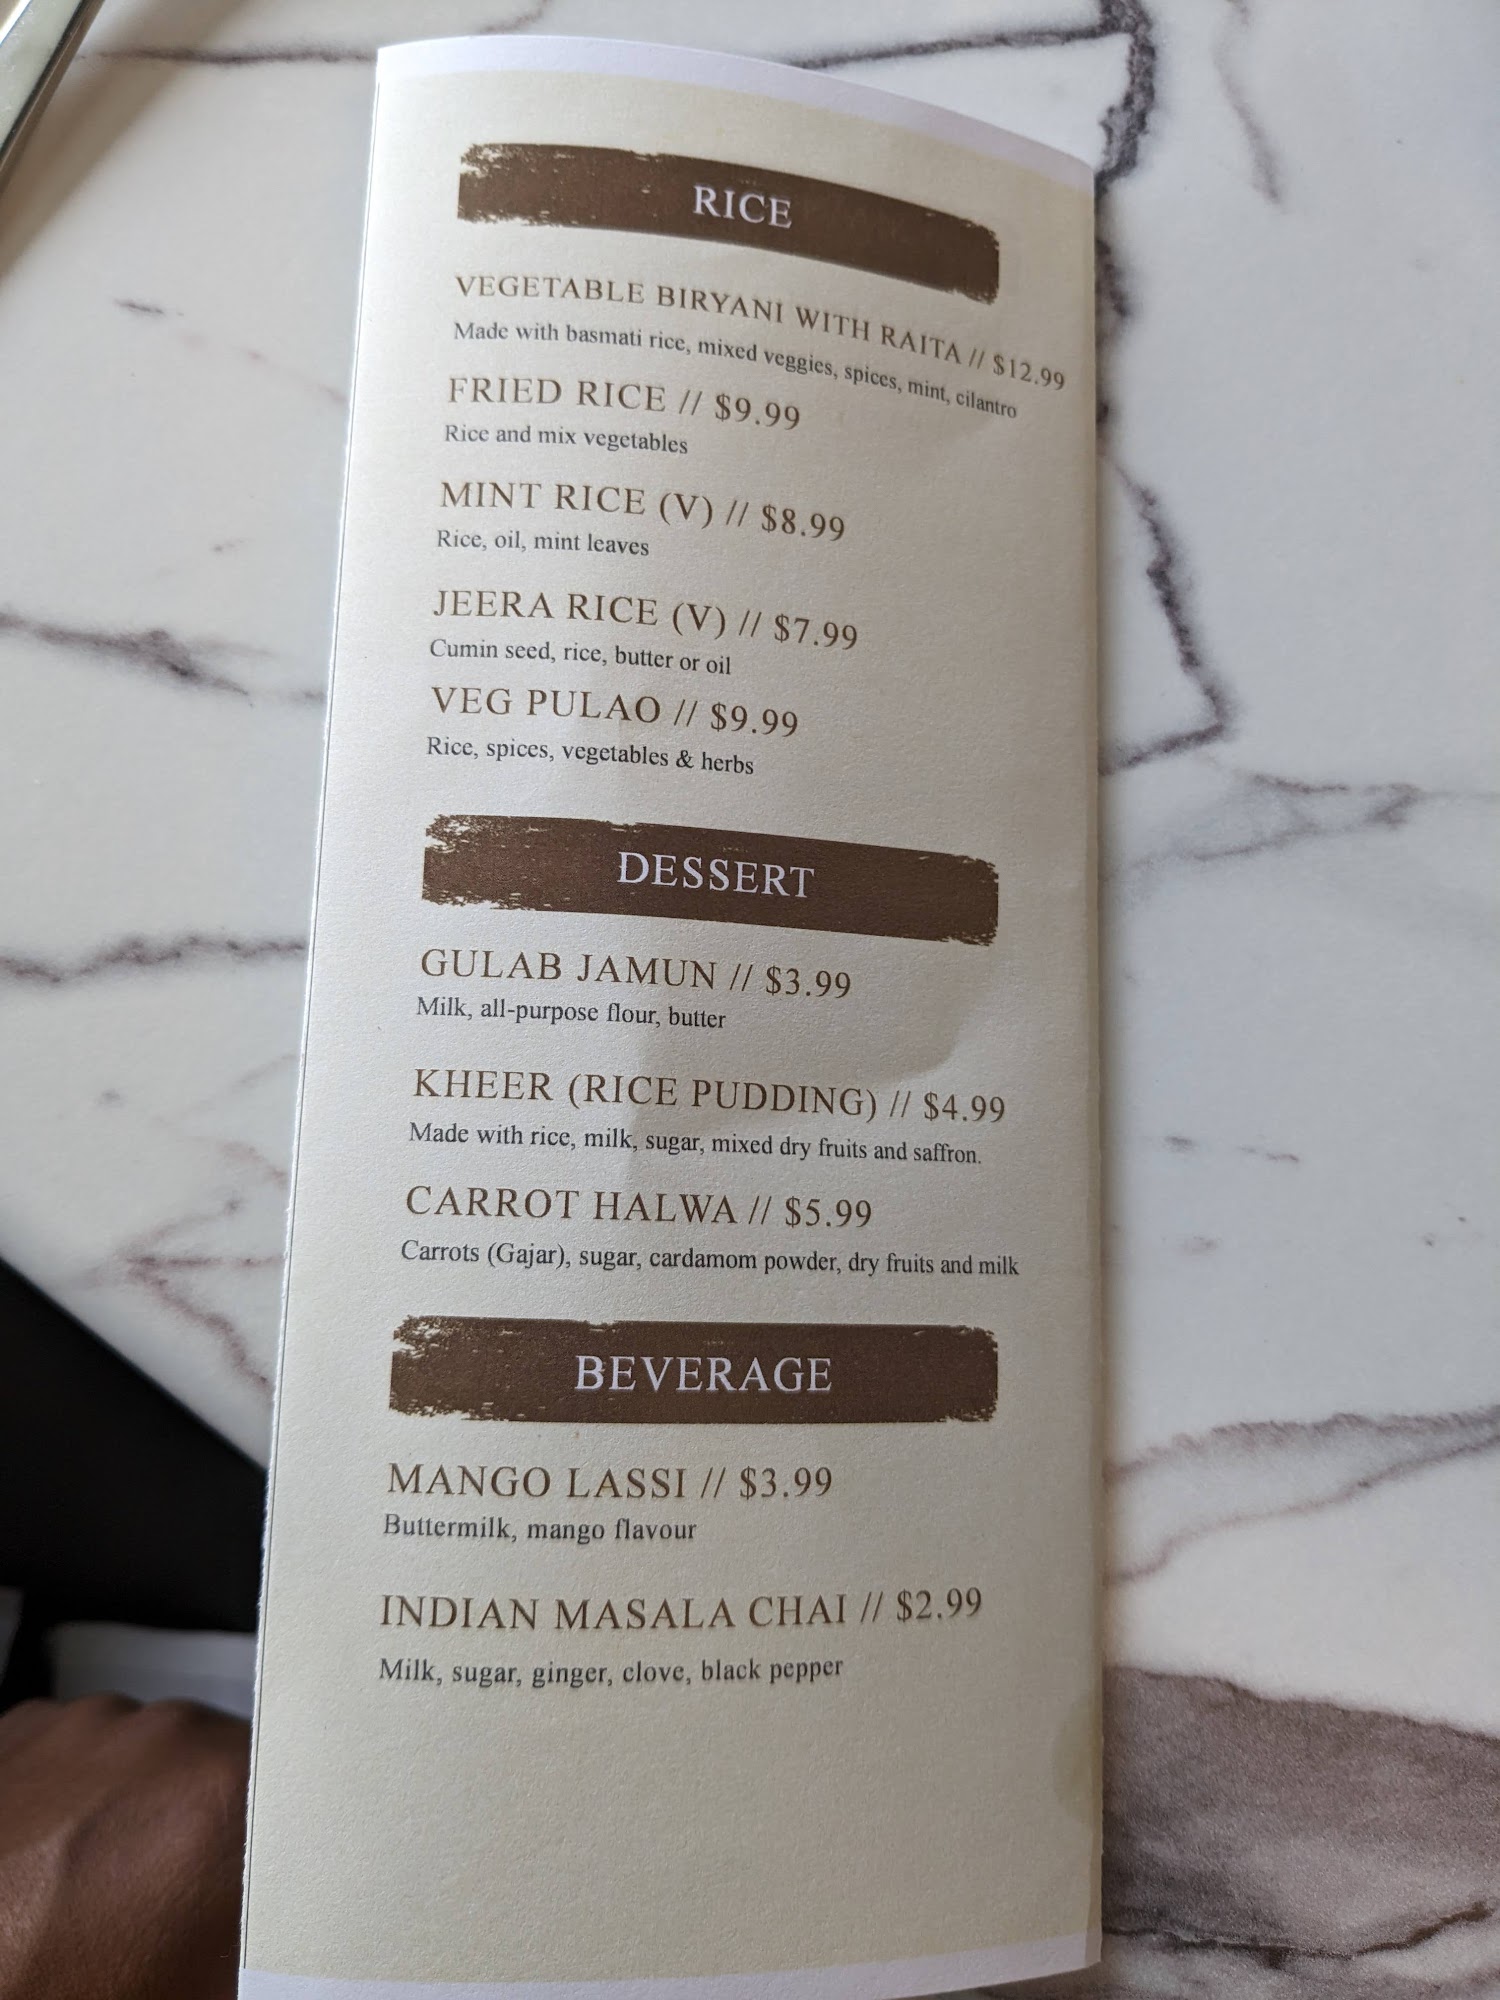 RICE
VEGETABLE BIRYANI WITH RAITA // $12.99
Made with basmati rice, mixed veggies, spices, mint, cilantro
FRIED RICE // $9.99
Rice and mix vegetables
MINT RICE (V) // $8.99
Rice, oil, mint leaves
JEERA RICE (V) // $7.99
Cumin seed, rice, butter or oil
VEG PULAO // $9.99
Rice, spices, vegetables & herbs
DESSERT
GULAB JAMUN // $3.99
Milk, all-purpose flour, butter
KHEER (RICE PUDDING) // $4.99
Made with rice, milk, sugar, mixed dry fruits and saffron.
CARROT HALWA // $5.99
Carrots (Gajar), sugar, cardamom powder, dry fruits and milk
BEVERAGE
MANGO LASSI // $3.99
Buttermilk, mango flavour
INDIAN MASALA CHAI // $2.99
Milk, sugar, ginger, clove, black pepper